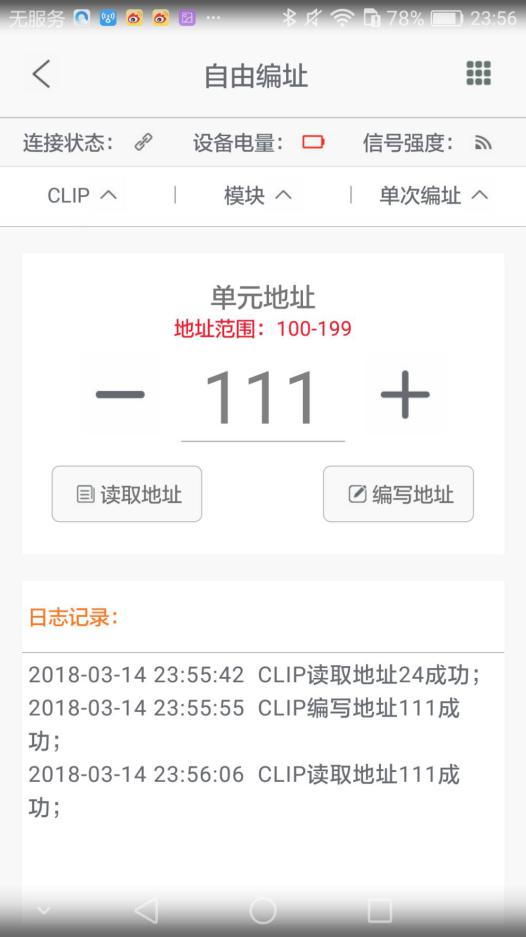 无服务 ··· 78% 23:56
自由编址
连接状态: 设备电量: 信号强度:
CLIP | 模块 | 单次编址
单元地址
地址范围：100-199
111
读取地址 编写地址
日志记录:
2018-03-14 23:55:42 CLIP读取地址24成功;
2018-03-14 23:55:55 CLIP编写地址111成
功;
2018-03-14 23:56:06 CLIP读取地址111成
功;